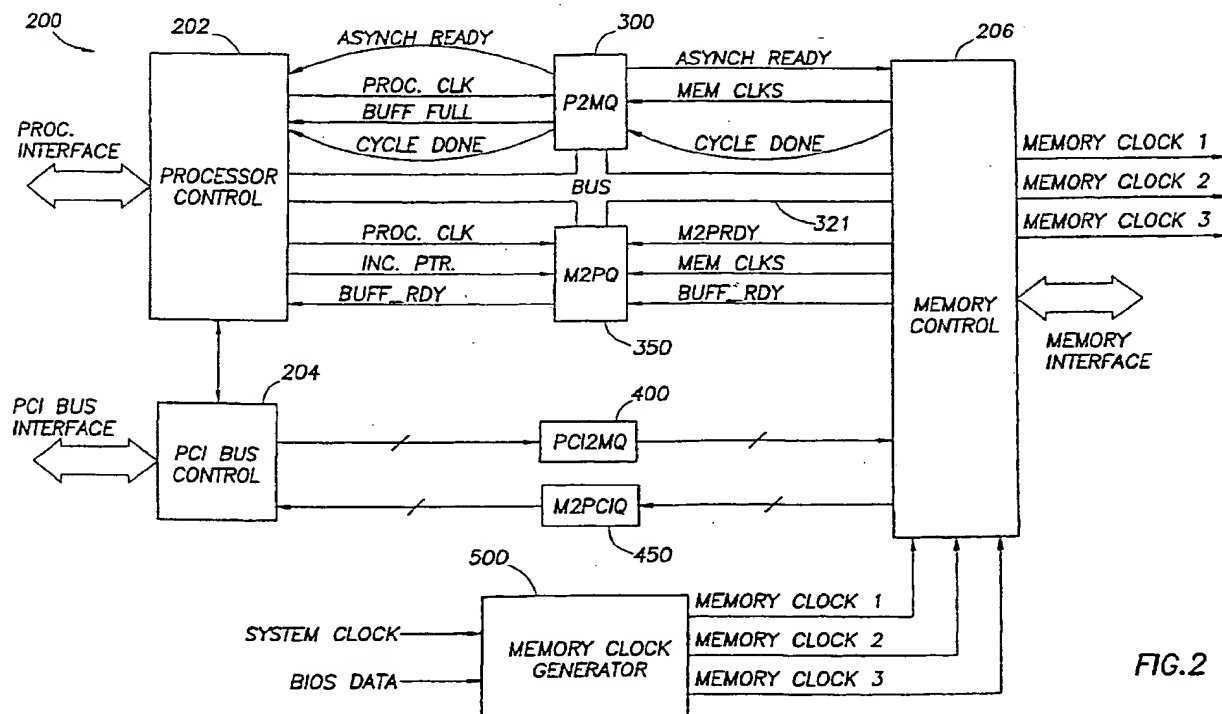 200
202
300
206
ASYNCH READY
ASYNCH READY
PROC. CLK
P2MQ
MEM CLKS
BUFF FULL
CYCLE DONE
CYCLE DONE
PROC.
INTERFACE
PROCESSOR
CONTROL
BUS
321
MEMORY CLOCK 1
MEMORY CLOCK 2
MEMORY CLOCK 3
PROC. CLK
M2PRDY
INC. PTR.
M2PQ
MEM CLKS
BUFF_RDY
BUFF_RDY
350
MEMORY
CONTROL
MEMORY
INTERFACE
204
PCI BUS
INTERFACE
PCI BUS
CONTROL
400
PCI2MQ
M2PCIQ
450
500
SYSTEM CLOCK
BIOS DATA
MEMORY CLOCK
GENERATOR
MEMORY CLOCK 1
MEMORY CLOCK 2
MEMORY CLOCK 3
FIG.2